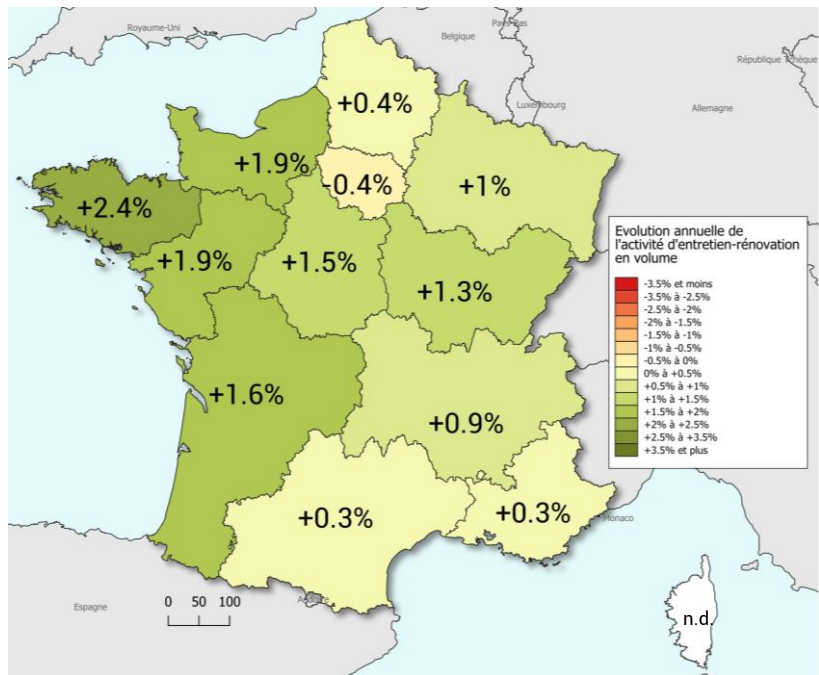 Royaume-Uni
Pays-Bas
Belgique
République Tchèque
Luxembourg
Allemagne
+0.4%
+1.9%
-0.4%
+1%
+2.4%
+1.9%
+1.5%
+1.3%
+1.6%
+0.9%
+0.3%
+0.3%
Evolution annuelle de
l'activité d'entretien-rénovation
en volume
-3.5% et moins
-3.5% à -2.5%
-2.5% à -2%
-2% à -1.5%
-1.5% à -1%
-1% à -0.5%
-0.5% à 0%
0% à +0.5%
+0.5% à +1%
+1% à +1.5%
+1.5% à +2%
+2% à +2.5%
+2.5% à +3.5%
+3.5% et plus
Monaco
Andorre
Espagne
0 50 100
n.d.